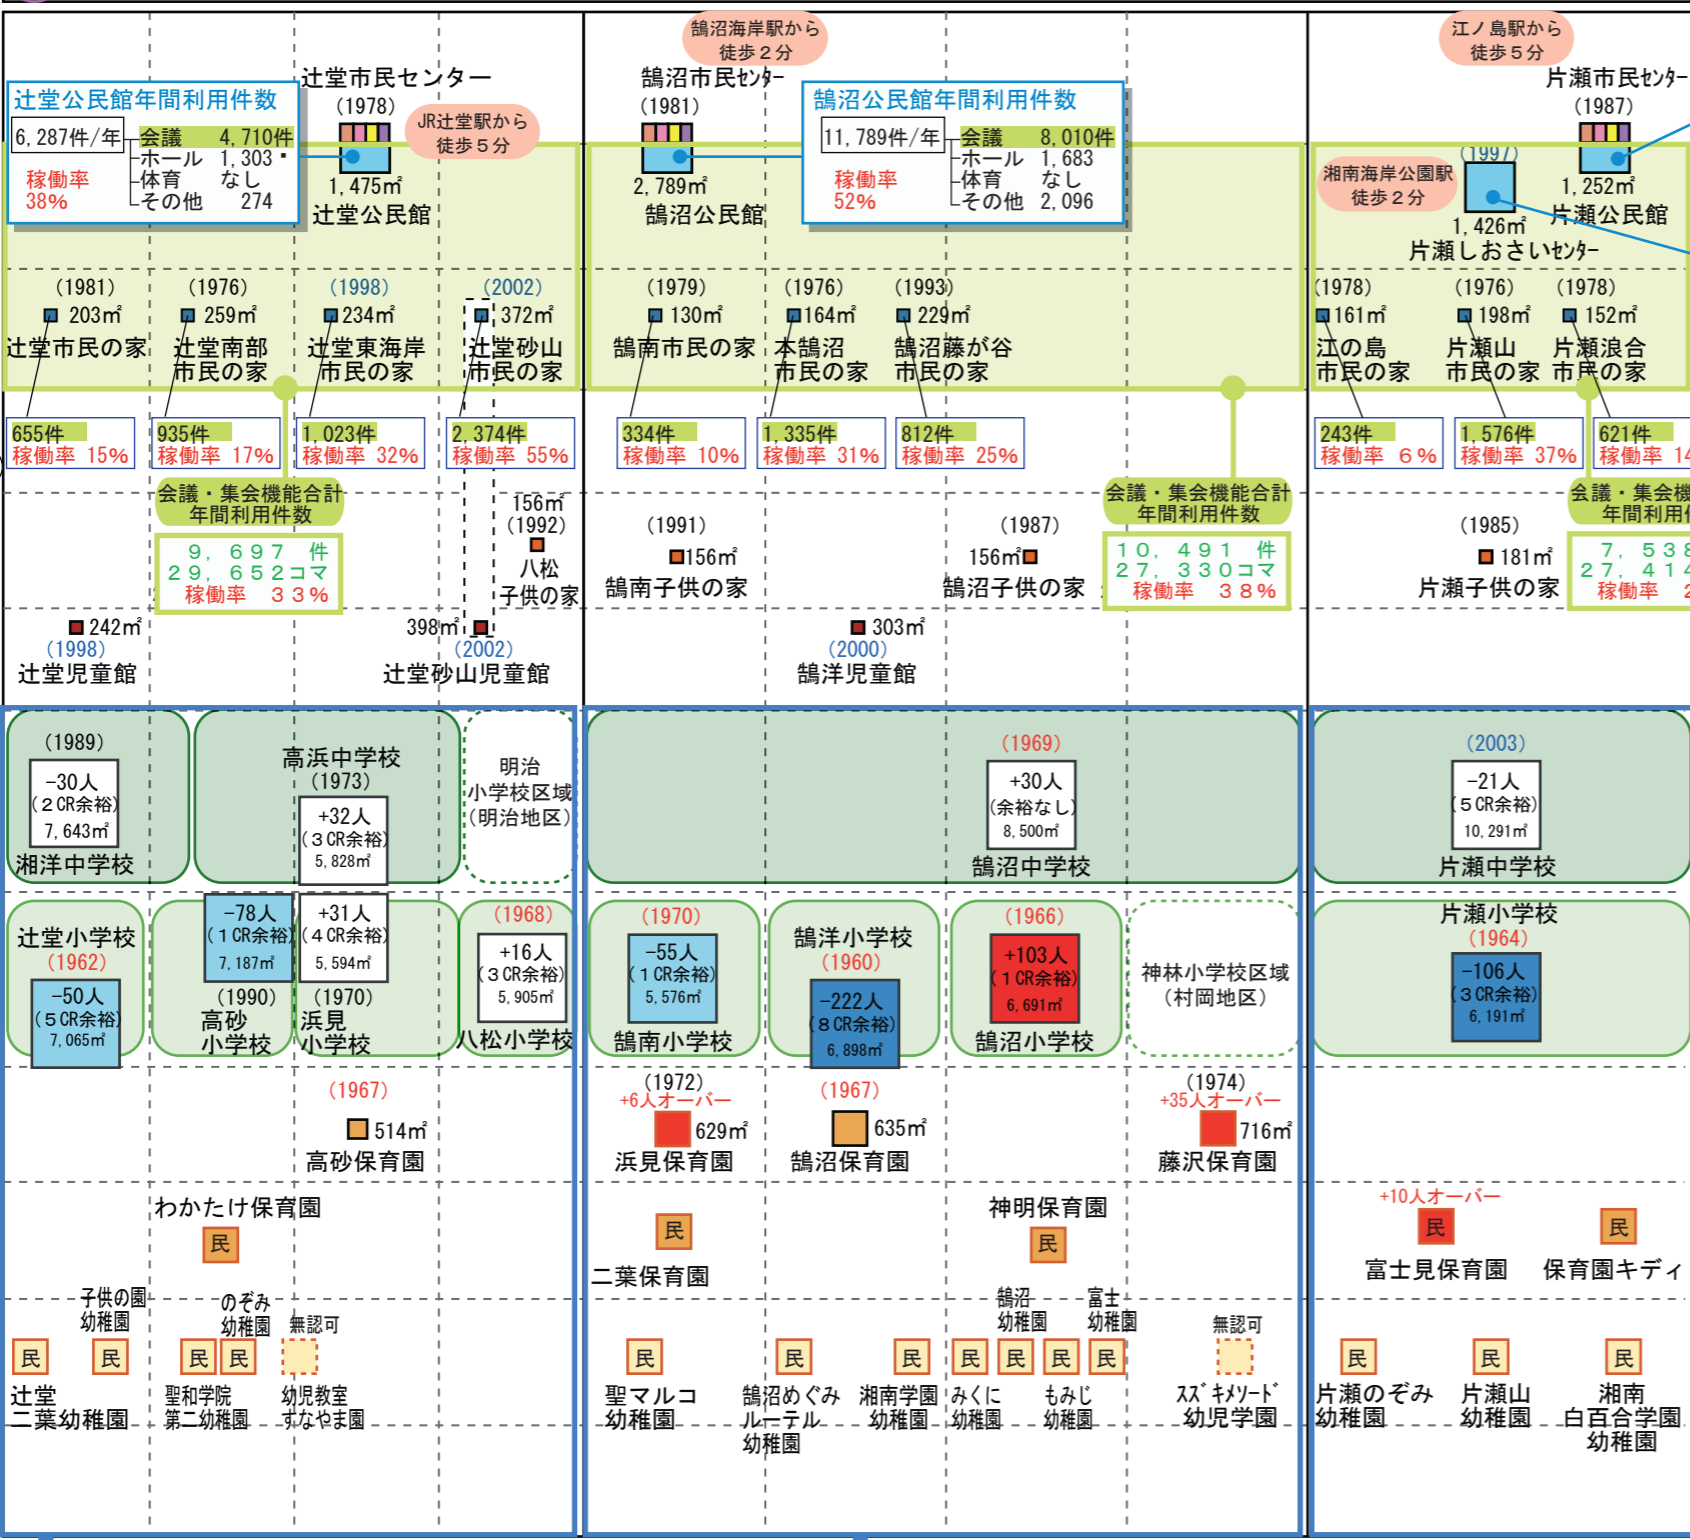 鵠沼海岸駅から
徒歩２分
江ノ島駅から
徒歩５分
辻堂市民センター
(1978)
JR辻堂駅から
徒歩５分
1,475㎡
辻堂公民館
辻堂公民館年間利用件数
6,287件/年
会議 4,710件
ホール 1,303
体育 なし
その他 274
稼働率
38%
鵠沼市民センター
(1981)
2,789㎡
鵠沼公民館
鵠沼公民館年間利用件数
11,789件/年
会議 8,010件
ホール 1,683
体育 なし
その他 2,096
稼働率
52%
片瀬市民センター
(1987)
1,252㎡
片瀬公民館
湘南海岸公園駅
徒歩２分
(1997)
1,426㎡
片瀬しおさいセンター
(1981)
203㎡
辻堂市民の家
(1976)
259㎡
辻堂南部
市民の家
(1998)
234㎡
辻堂東海岸
市民の家
(2002)
372㎡
辻堂砂山
市民の家
(1979)
130㎡
鵠南市民の家
(1976)
164㎡
本鵠沼
市民の家
(1993)
229㎡
鵠沼藤が谷
市民の家
(1978)
161㎡
江の島
市民の家
(1976)
198㎡
片瀬山
市民の家
(1978)
152㎡
片瀬浪合
市民の家
655件
稼働率 15%
935件
稼働率 17%
1,023件
稼働率 32%
2,374件
稼働率 55%
334件
稼働率 10%
1,335件
稼働率 31%
812件
稼働率 25%
243件
稼働率 6%
1,576件
稼働率 37%
621件
稼働率 14
会議・集会機能合計
年間利用件数
９，６９７ 件
２９，６５２コマ
稼働率 ３３％
会議・集会機能合計
年間利用件数
１０，４９１ 件
２７，３３０コマ
稼働率 ３８％
会議・集会機
年間利用
７，５３８
２７，４１４
稼働率 ２
156㎡
(1992)
八松
子供の家
(1991)
156㎡
鵠南子供の家
(1987)
156㎡
鵠沼子供の家
(1985)
181㎡
片瀬子供の家
242㎡
(1998)
辻堂児童館
398㎡
(2002)
辻堂砂山児童館
303㎡
(2000)
鵠洋児童館
(1989)
-30人
(２CR余裕)
7,643㎡
湘洋中学校
高浜中学校
(1973)
+32人
(３CR余裕)
5,828㎡
明治
小学校区域
(明治地区)
(1969)
+30人
(余裕なし)
8,500㎡
鵠沼中学校
(2003)
-21人
(５CR余裕)
10,291㎡
片瀬中学校
辻堂小学校
(1962)
-50人
(５CR余裕)
7,065㎡
-78人
(１CR余裕)
7,187㎡
(1990)
高砂
小学校
+31人
(４CR余裕)
5,594㎡
(1970)
浜見
小学校
(1968)
+16人
(３CR余裕)
5,905㎡
八松小学校
(1970)
-55人
(１CR余裕)
5,576㎡
鵠南小学校
鵠洋小学校
(1960)
-222人
(８CR余裕)
6,898㎡
(1966)
+103人
(１CR余裕)
6,691㎡
鵠沼小学校
神林小学校区域
(村岡地区)
片瀬小学校
(1964)
-106人
(３CR余裕)
6,191㎡
(1967)
514㎡
高砂保育園
(1972)
+6人オーバー
629㎡
浜見保育園
(1967)
635㎡
鵠沼保育園
(1974)
+35人オーバー
716㎡
藤沢保育園
わかたけ保育園
民
民
二葉保育園
神明保育園
民
+10人オーバー
民
富士見保育園
民
保育園キディ
民
辻堂
二葉幼稚園
子供の園
幼稚園
民
民
聖和学院
第二幼稚園
のぞみ
幼稚園
民
無認可
幼児教室
すなやま園
民
聖マルコ
幼稚園
民
鵠沼めぐみ
ルーテル
幼稚園
民
湘南学園
幼稚園
民
みくに
幼稚園
鵠沼
幼稚園
民
民
もみじ
幼稚園
富士
幼稚園
民
無認可
スズキメソード
幼児学園
民
片瀬のぞみ
幼稚園
民
片瀬山
幼稚園
民
湘南
白百合学園
幼稚園